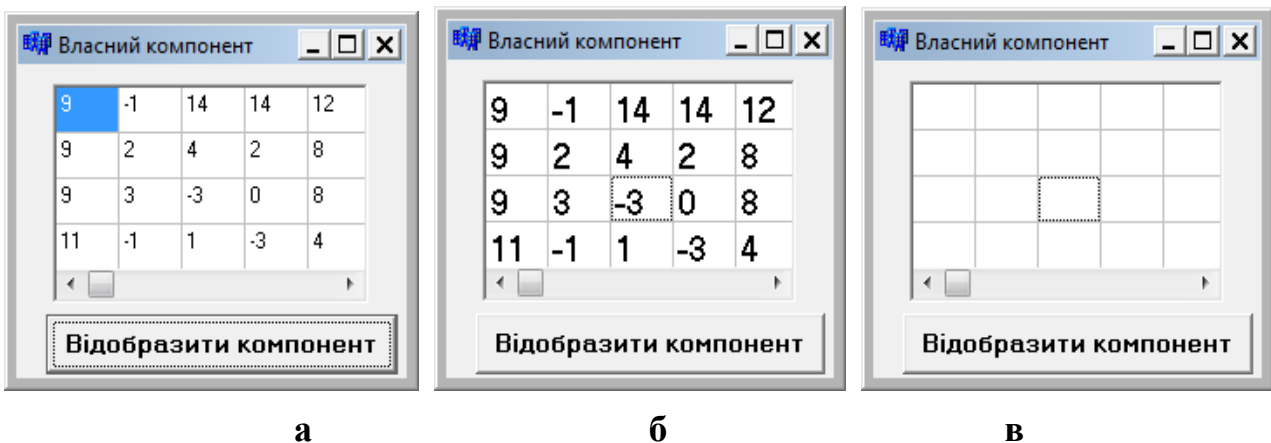 Власний компонент
9 -1 14 14 12
9 2 4 2 8
9 3 -3 0 8
11 -1 1 -3 4
Відобразити компонент
а
Власний компонент
9 -1 14 14 12
9 2 4 2 8
9 3 -3 0 8
11 -1 1 -3 4
Відобразити компонент
б
Власний компонент
Відобразити компонент
в